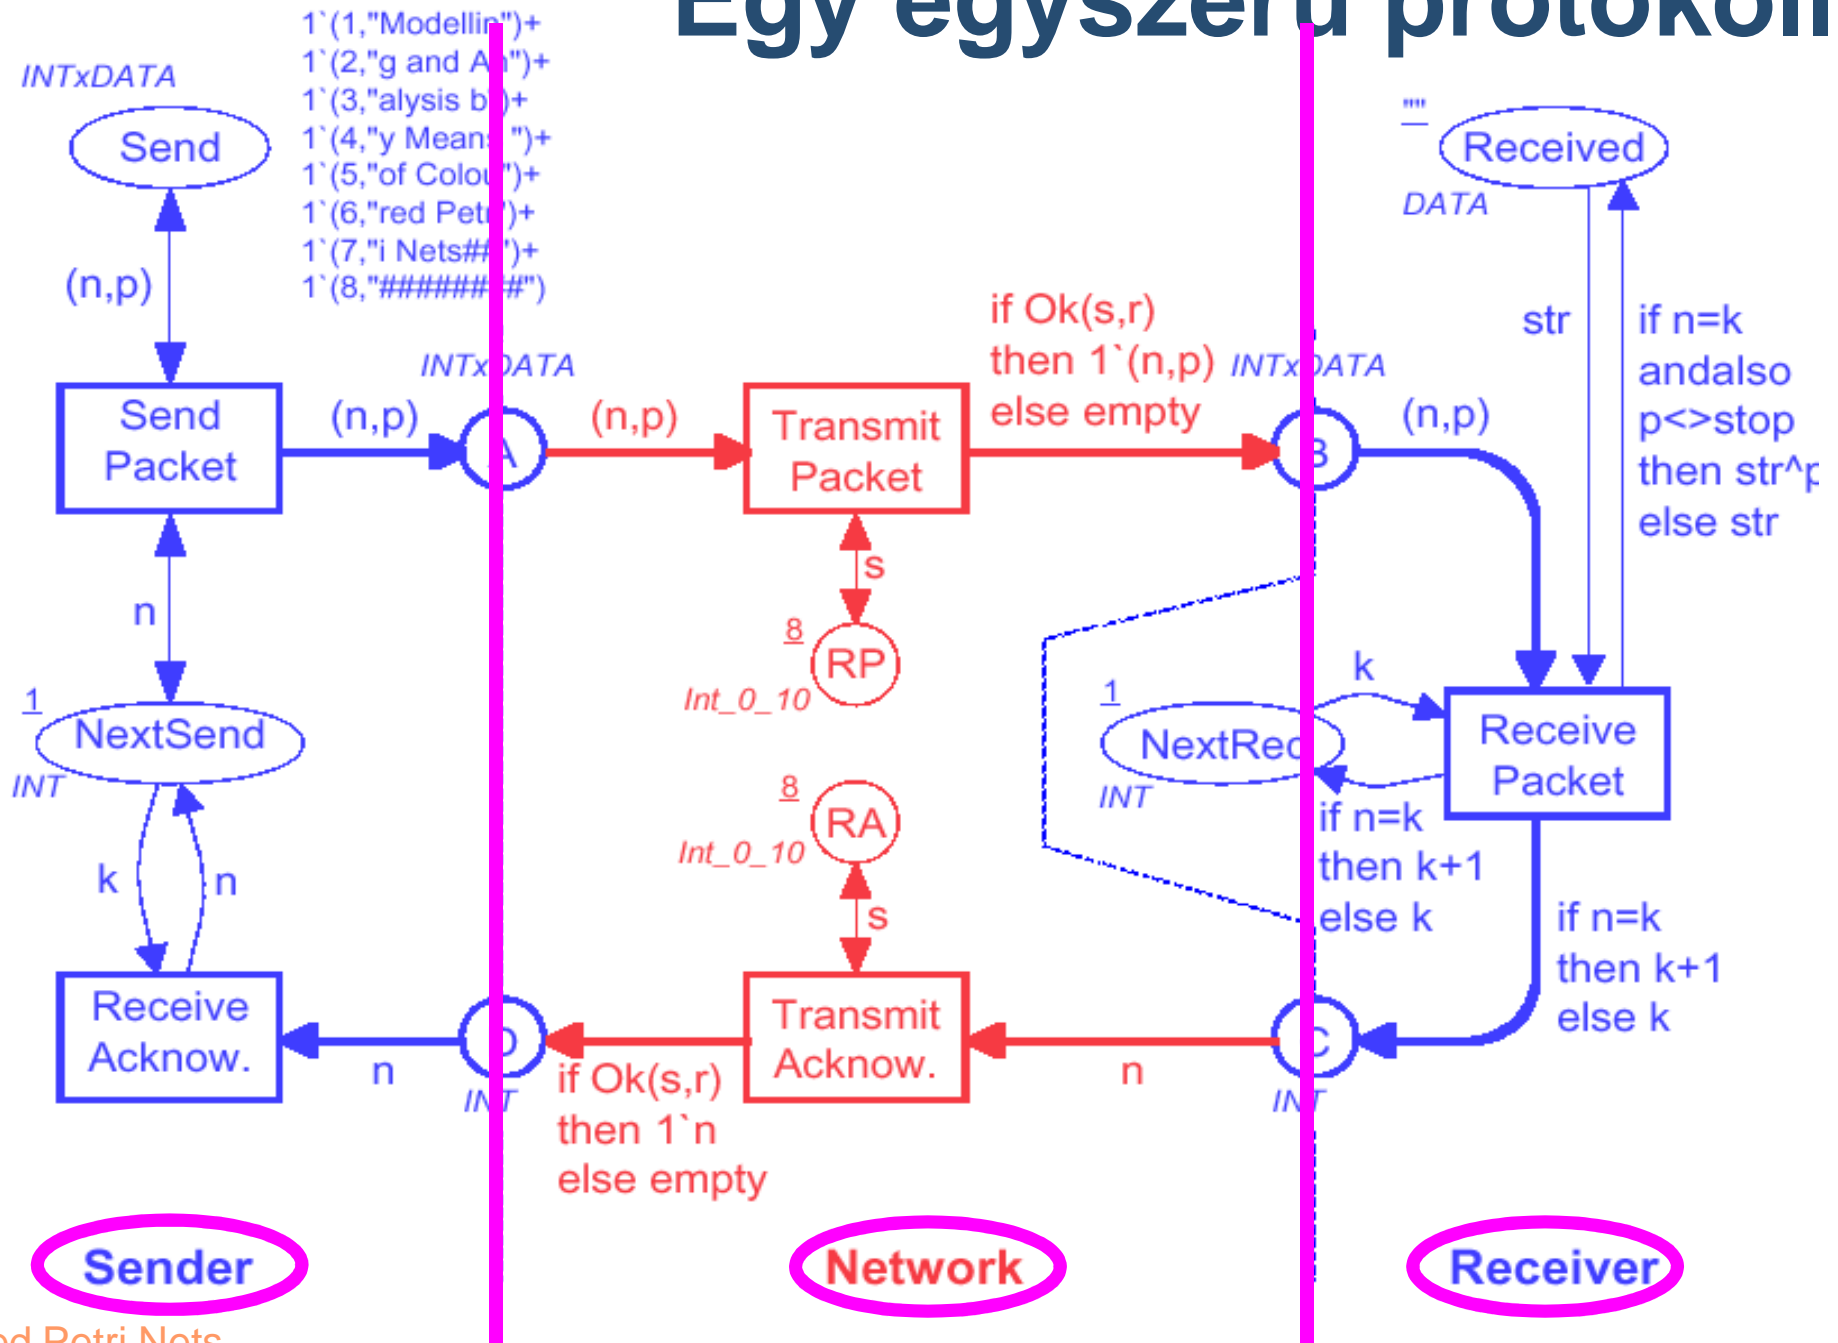 Egy egyszerű protokoll
1`(1,"Modellin")+
1`(2,"g and An")+
1`(3,"alysis b")+
1`(4,"y Means ")+
1`(5,"of Colou")+
1`(6,"red Petr")+
1`(7,"i Nets##")+
1`(8,"########")
INTxDATA
Send
(n,p)
Send
Packet
(n,p)
INTxDATA
A
(n,p)
Transmit
Packet
if Ok(s,r)
then 1`(n,p)
else empty
INTxDATA
B
(n,p)
""
Received
DATA
str
if n=k
andalso
p<>stop
then str^p
else str
n
s
8
RP
Int_0_10
1
NextSend
INT
8
RA
Int_0_10
s
1
NextRec
INT
k
Receive
Packet
if n=k
then k+1
else k
if n=k
then k+1
else k
k
n
Receive
Acknow.
n
D
INT
if Ok(s,r)
then 1`n
else empty
Transmit
Acknow.
n
C
INT
Sender
Network
Receiver
Petri Nets